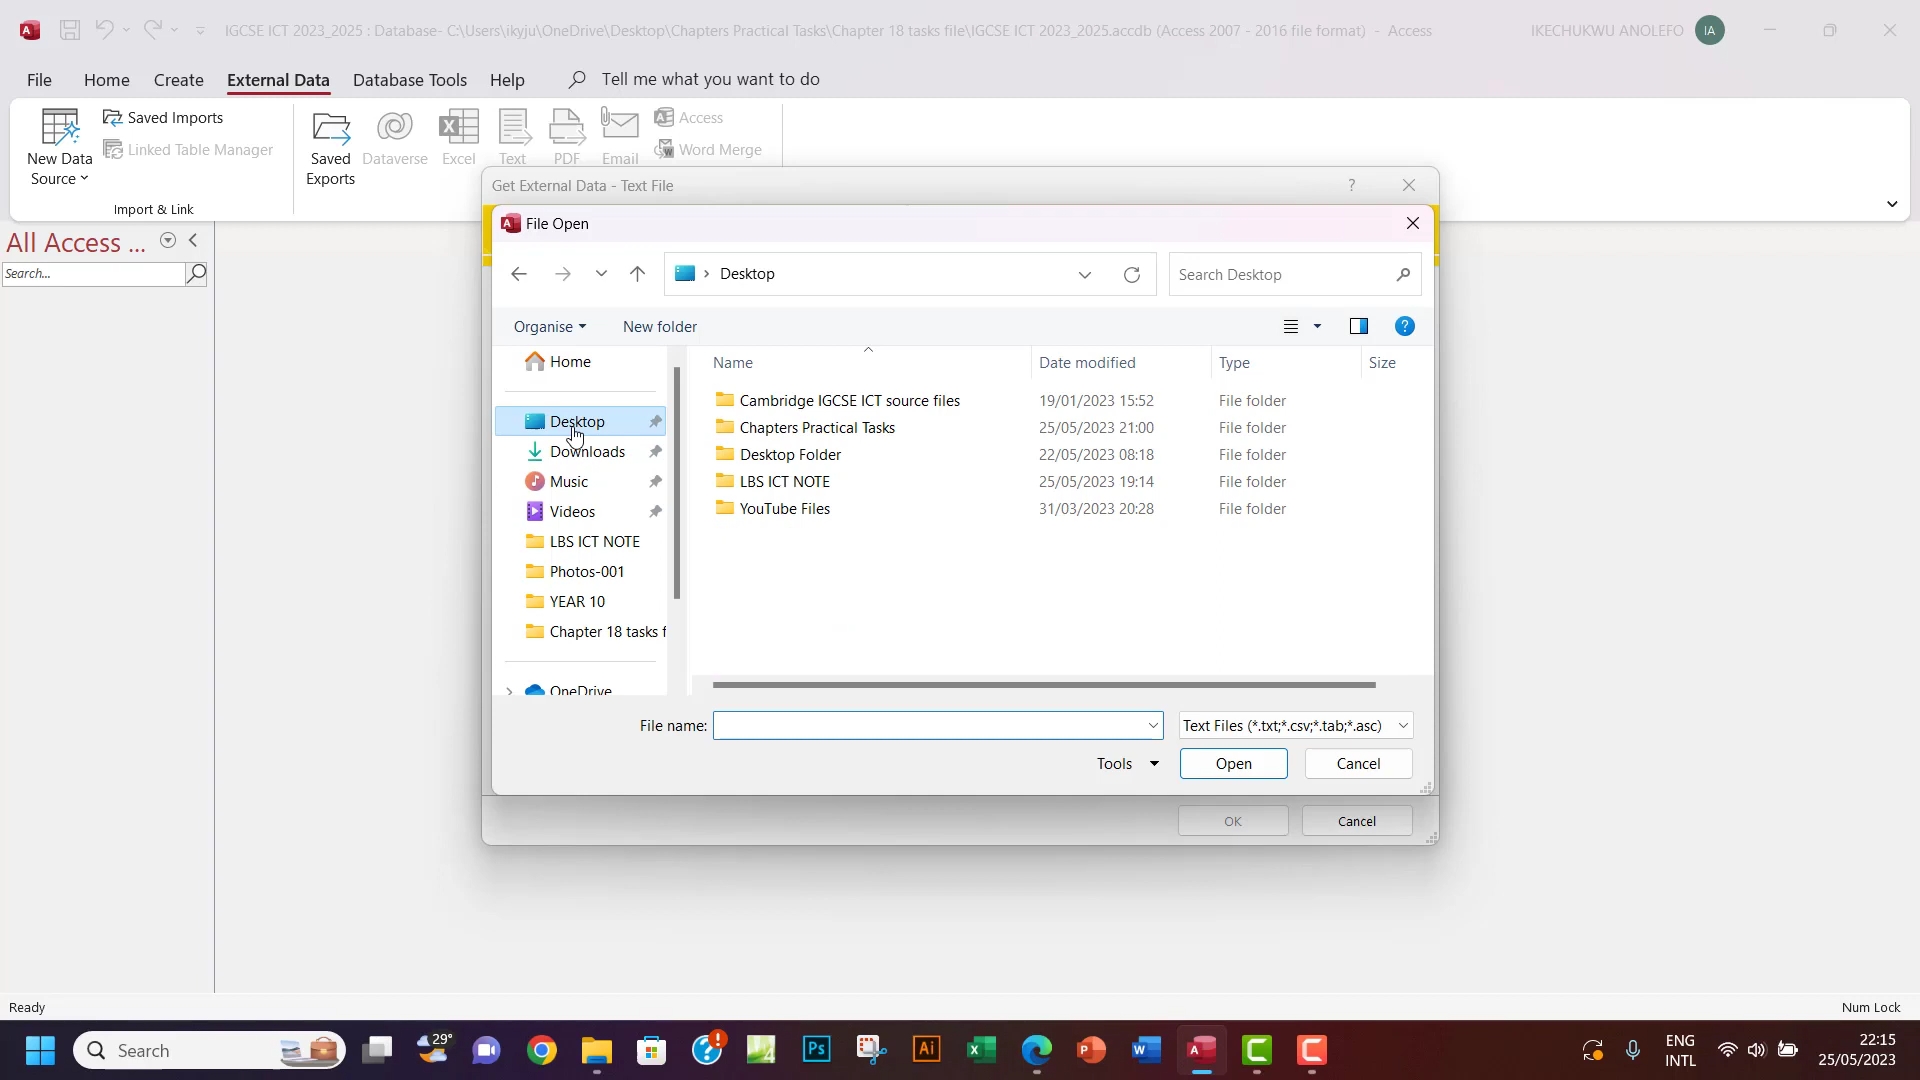 IGCSE ICT 2023_2025 : Database- C:\Users\ikyju\OneDrive\Desktop\Chapters Practical Tasks\Chapter 18 tasks file\IGCSE ICT 2023_2025.accdb (Access 2007 - 2016 file format) - Access
IKECHUKWU ANOLEFO
IA
File
Home
Create
External Data
Database Tools
Help
Tell me what you want to do
New Data Source
Saved Imports
Linked Table Manager
Import & Link
Saved Exports
Dataverse
Excel
Text
PDF
Email
Access
Word Merge
Get External Data - Text File
?
All Access ...
Search...
File Open
Desktop
Search Desktop
Organise
New folder
?
Home
Desktop
Downloads
Music
Videos
LBS ICT NOTE
Photos-001
YEAR 10
Chapter 18 tasks f
OneDrive
Name Date modified Type Size
Cambridge IGCSE ICT source files 19/01/2023 15:52 File folder
Chapters Practical Tasks 25/05/2023 21:00 File folder
Desktop Folder 22/05/2023 08:18 File folder
LBS ICT NOTE 25/05/2023 19:14 File folder
YouTube Files 31/03/2023 20:28 File folder
File name:
Text Files (*.txt;*.csv;*.tab;*.asc)
Tools
Open
Cancel
OK
Cancel
Ready
Num Lock
Search
29°
Ps
Ai
ENG
INTL
22:15
25/05/2023